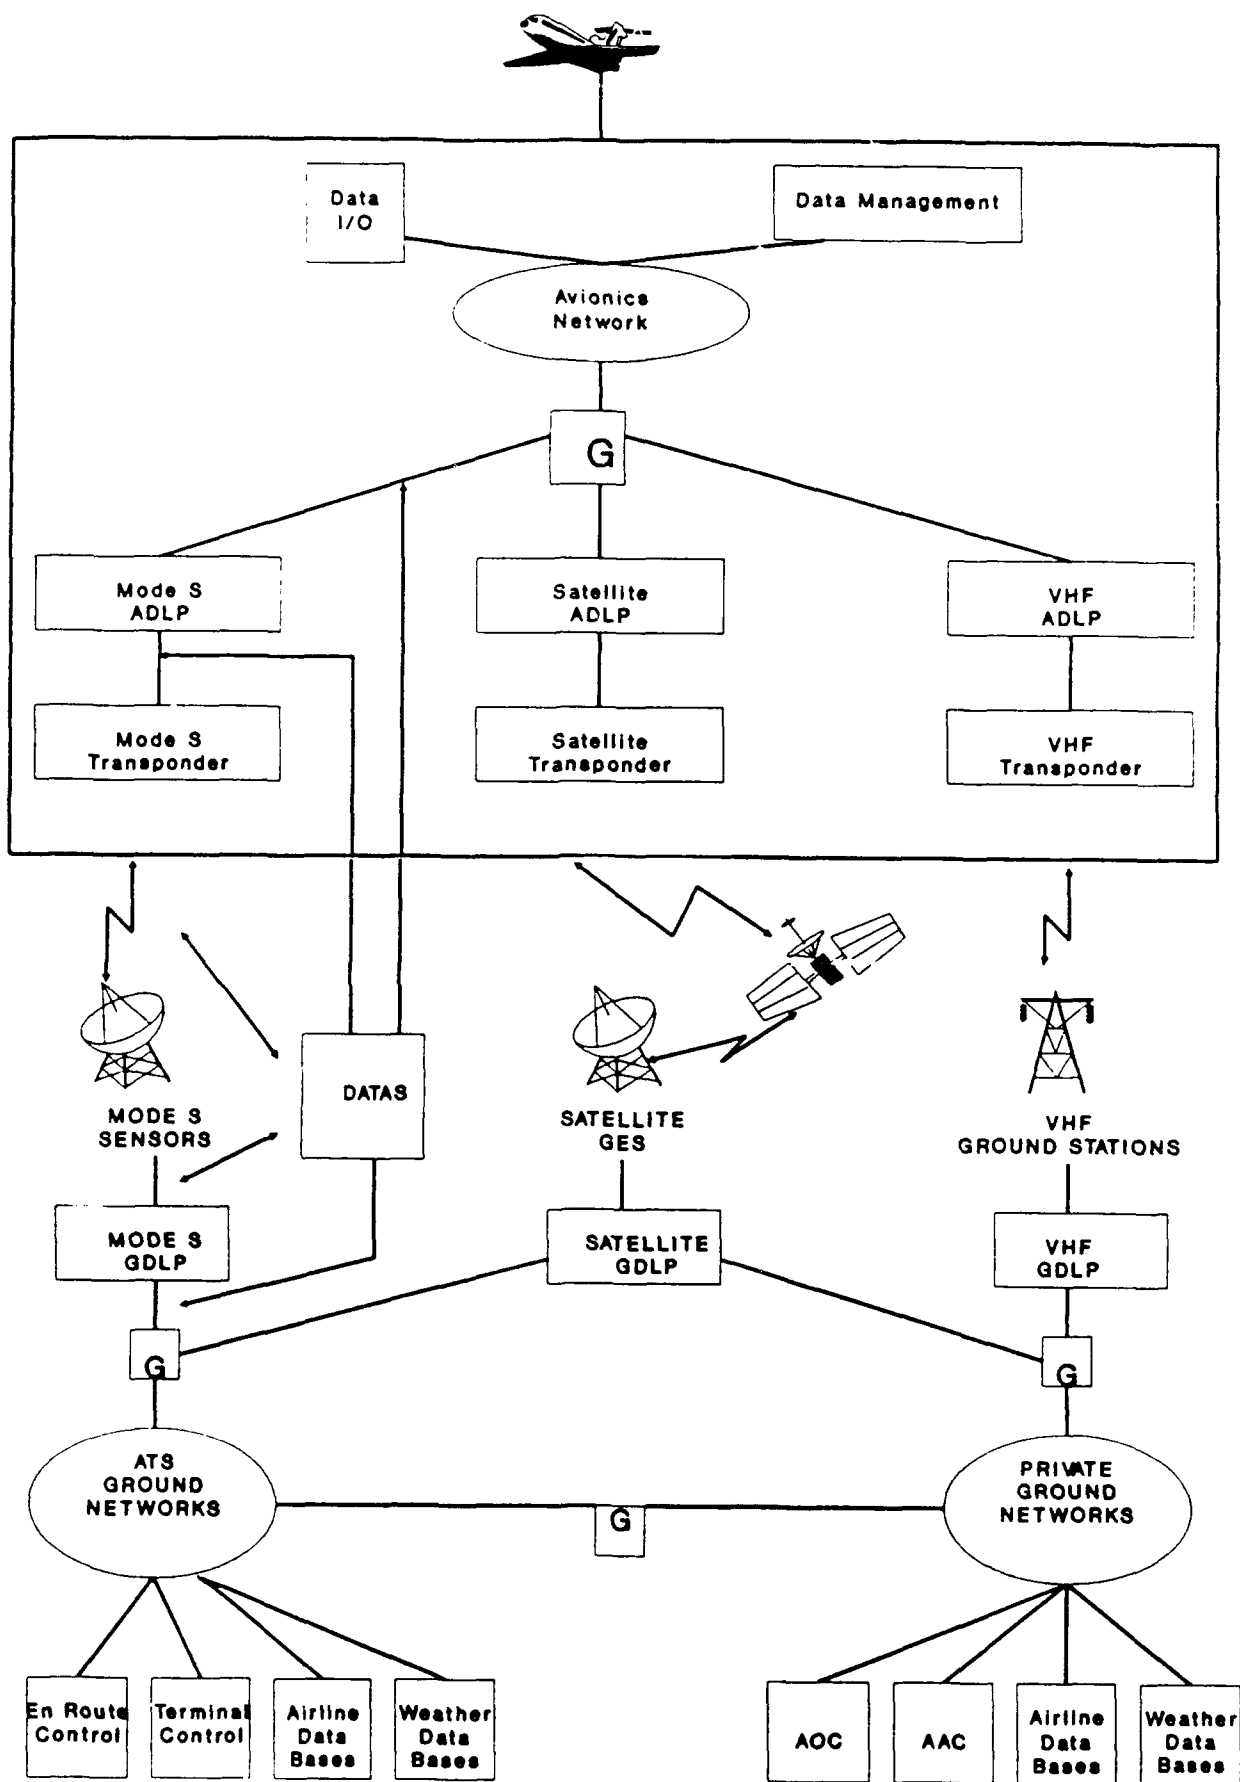 Data
I/O
Data Management
Avionics
Network
G
Mode S
ADLP
Satellite
ADLP
VHF
ADLP
Mode S
Transponder
Satellite
Transponder
VHF
Transponder
DATAS
MODE S
SENSORS
SATELLITE
GES
VHF
GROUND STATIONS
MODE S
GDLP
SATELLITE
GDLP
VHF
GDLP
G
G
ATS
GROUND
NETWORKS
G
PRIVATE
GROUND
NETWORKS
En Route
Control
Terminal
Control
Airline
Data
Bases
Weather
Data
Bases
AOC
AAC
Airline
Data
Bases
Weather
Data
Bases